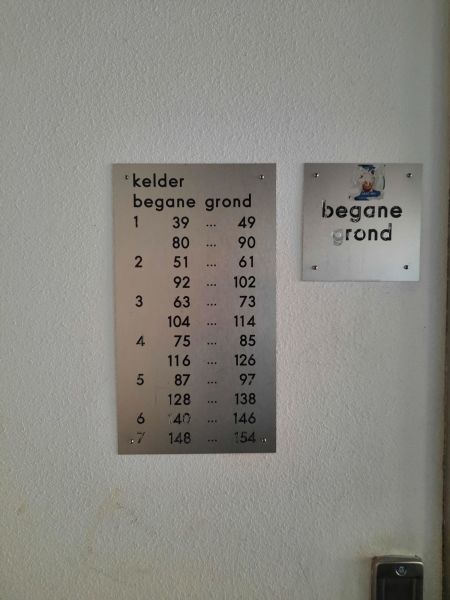 kelder
begane grond
1 39 ... 49
80 ... 90
2 51 ... 61
92 ... 102
3 63 ... 73
104 ... 114
4 75 ... 85
116 ... 126
5 87 ... 97
128 ... 138
6 140 ... 146
7 148 ... 154
begane
grond